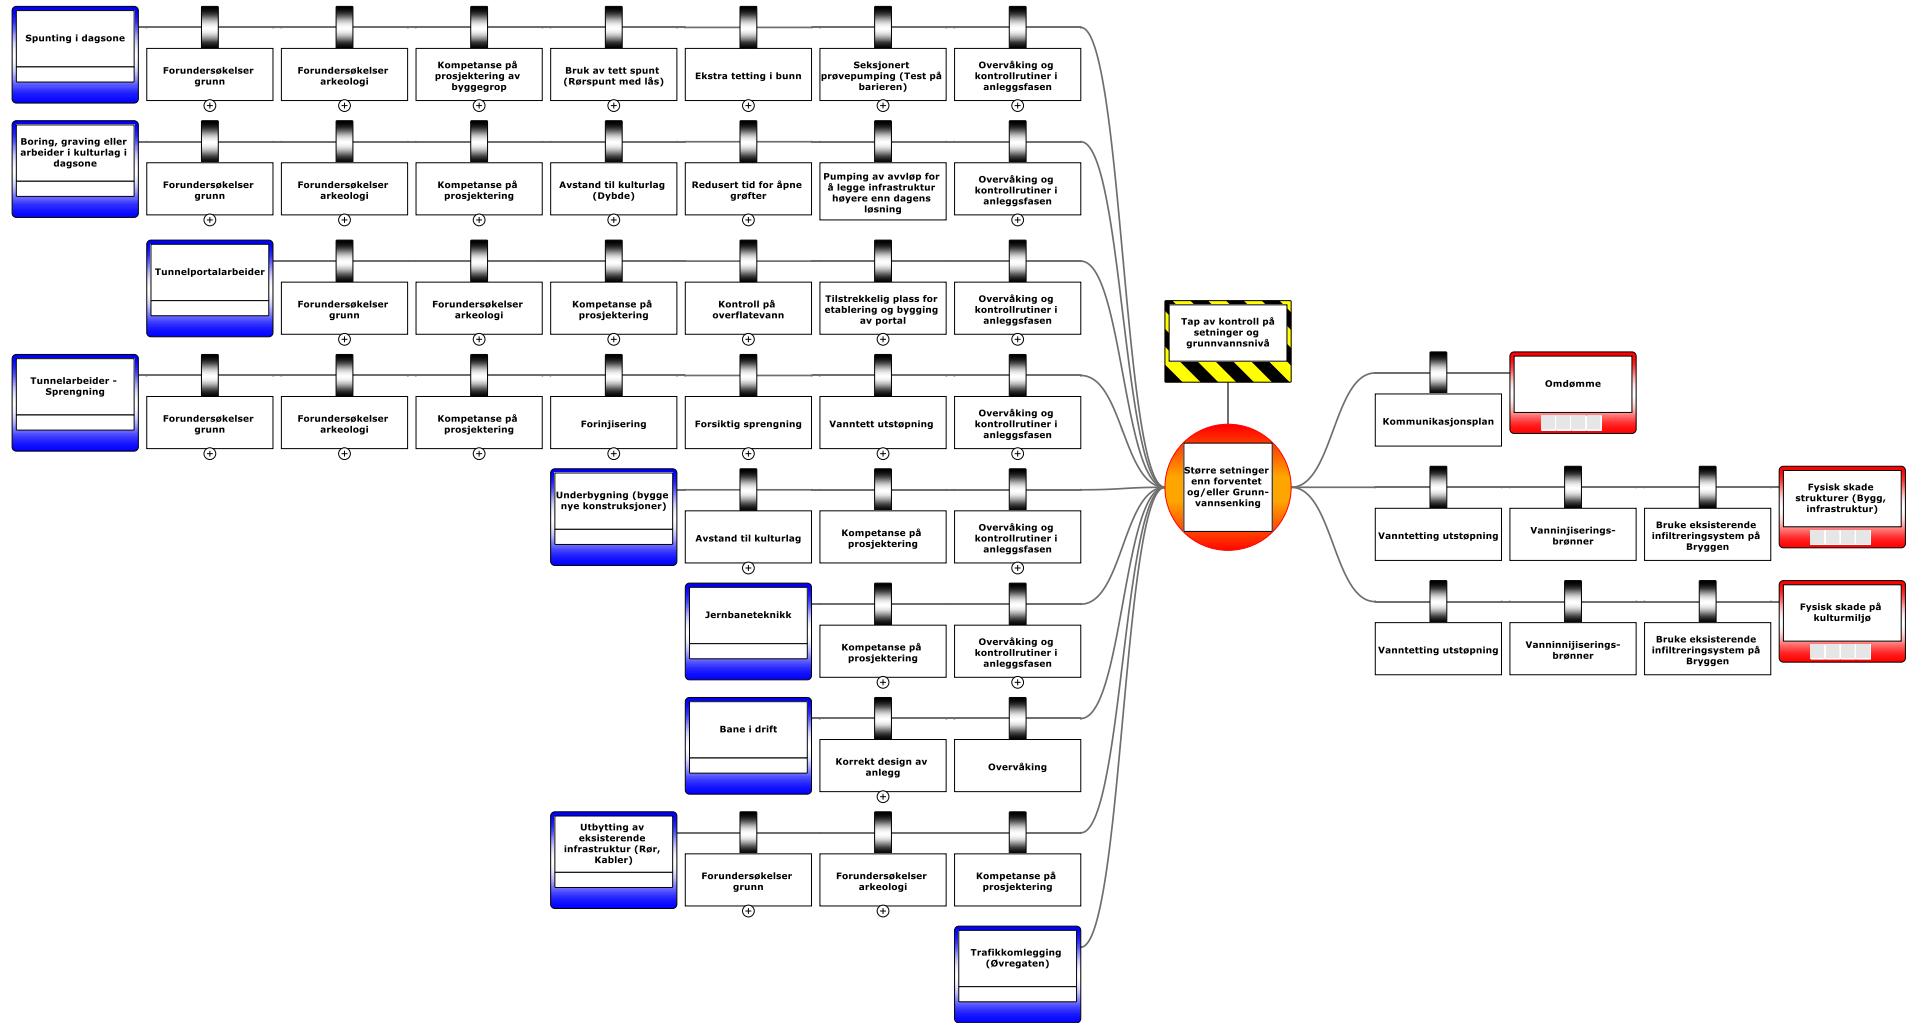 Spunting i dagsone
Forundersøkelser
grunn
Forundersøkelser
arkeologi
Kompetanse på
prosjektering av
byggegrop
Bruk av tett spunt
(Rørspunt med lås)
Ekstra tetting i bunn
Seksjonert
prøvepumping (Test på
barieren)
Overvåking og
kontrollrutiner i
anleggsfasen
Boring, graving eller
arbeider i kulturlag i
dagsone
Forundersøkelser
grunn
Forundersøkelser
arkeologi
Kompetanse på
prosjektering
Avstand til kulturlag
(Dybde)
Redusert tid for åpne
grøfter
Pumping av avvløp for
å legge infrastruktur
høyere enn dagens
løsning
Overvåking og
kontrollrutiner i
anleggsfasen
Tunnelportalarbeider
Forundersøkelser
grunn
Forundersøkelser
arkeologi
Kompetanse på
prosjektering
Kontroll på
overflatevann
Tilstrekkelig plass for
etablering og bygging
av portal
Overvåking og
kontrollrutiner i
anleggsfasen
Tunnelarbeider -
Sprengning
Forundersøkelser
grunn
Forundersøkelser
arkeologi
Kompetanse på
prosjektering
Forinjisering
Forsiktig sprengning
Vanntett utstøpning
Overvåking og
kontrollrutiner i
anleggsfasen
Underbygning (bygge
nye konstruksjoner)
Avstand til kulturlag
Kompetanse på
prosjektering
Overvåking og
kontrollrutiner i
anleggsfasen
Jernbaneteknikk
Kompetanse på
prosjektering
Overvåking og
kontrollrutiner i
anleggsfasen
Bane i drift
Korrekt design av
anlegg
Overvåking
Utbytting av
eksisterende
infrastruktur (Rør,
Kabler)
Forundersøkelser
grunn
Forundersøkelser
arkeologi
Kompetanse på
prosjektering
Trafikkomlegging
(Øvregaten)
Tap av kontroll på
setninger og
grunnvannsnivå
Større setninger
enn forventet
og/eller Grunn-
vannsenking
Kommunikasjonsplan
Omdømme
Vanntetting utstøpning
Vanninjiserings-
brønner
Bruke eksisterende
infiltreringsystem på
Bryggen
Fysisk skade
strukturer (Bygg,
infrastruktur)
Vanntetting utstøpning
Vanninnijiserings-
brønner
Bruke eksisterende
infiltreringsystem på
Bryggen
Fysisk skade på
kulturmiljø